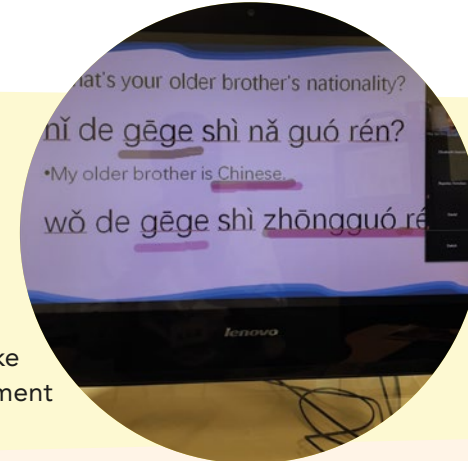 at's your older brother's nationality?
nǐ de gēge shì nǎ guó rén?
•My older brother is Chinese.
wǒ de gēge shì zhōngguó ré
lenovo
ke
ment